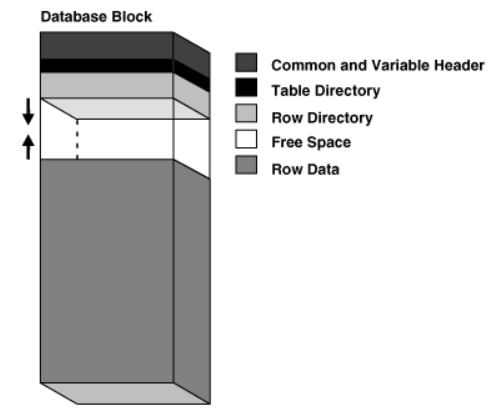 Database Block
Common and Variable Header
Table Directory
Row Directory
Free Space
Row Data